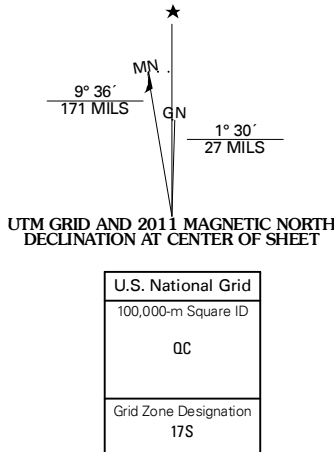 MN
GN
9° 36´
171 MILS
1° 30´
27 MILS
UTM GRID AND 2011 MAGNETIC NORTH
DECLINATION AT CENTER OF SHEET
U.S. National Grid
100,000-m Square ID
QC
Grid Zone Designation
17S